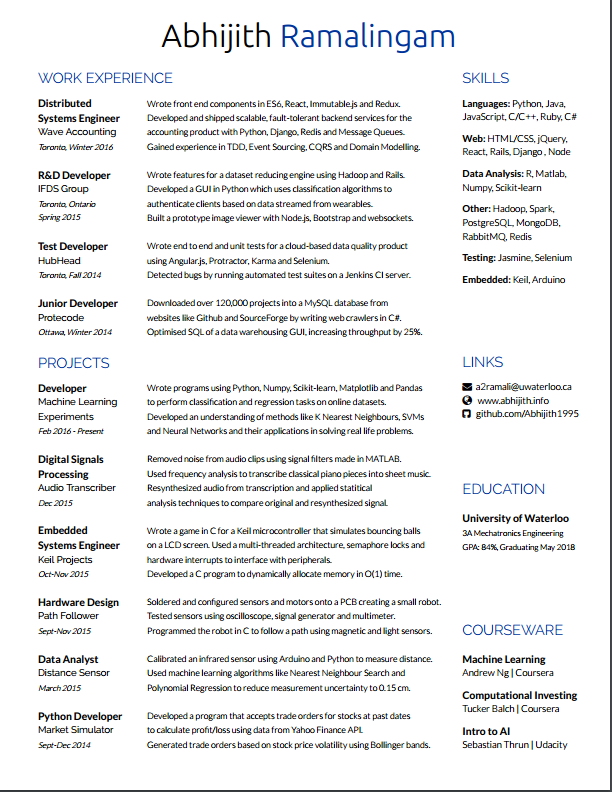 Abhijith Ramalingam
WORK EXPERIENCE
Distributed
Systems Engineer
Wave Accounting
Toronto, Winter 2016
Wrote front end components in ES6, React, Immutable.js and Redux.
Developed and shipped scalable, fault-tolerant backend services for the
accounting product with Python, Django, Redis and Message Queues.
Gained experience in TDD, Event Sourcing, CQRS and Domain Modelling.
R&D Developer
IFDS Group
Toronto, Ontario
Spring 2015
Wrote features for a dataset reducing engine using Hadoop and Rails.
Developed a GUI in Python which uses classification algorithms to
authenticate clients based on data streamed from wearables.
Built a prototype image viewer with Node.js, Bootstrap and websockets.
Test Developer
HubHead
Toronto, Fall 2014
Wrote end to end and unit tests for a cloud-based data quality product
using Angular.js, Protractor, Karma and Selenium.
Detected bugs by running automated test suites on a Jenkins CI server.
Junior Developer
Protecode
Ottawa, Winter 2014
Downloaded over 120,000 projects into a MySQL database from
websites like Github and SourceForge by writing web crawlers in C#.
Optimised SQL of a data warehousing GUI, increasing throughput by 25%.
PROJECTS
Developer
Machine Learning
Experiments
Feb 2016 - Present
Wrote programs using Python, Numpy, Scikit-learn, Matplotlib and Pandas
to perform classification and regression tasks on online datasets.
Developed an understanding of methods like K Nearest Neighbours, SVMs
and Neural Networks and their applications in solving real life problems.
Digital Signals
Processing
Audio Transcriber
Dec 2015
Removed noise from audio clips using signal filters made in MATLAB.
Used frequency analysis to transcribe classical piano pieces into sheet music.
Resynthesized audio from transcription and applied statitical
analysis techniques to compare original and resynthesized signal.
Embedded
Systems Engineer
Keil Projects
Oct-Nov 2015
Wrote a game in C for a Keil microcontroller that simulates bouncing balls
on a LCD screen. Used a multi-threaded architecture, semaphore locks and
hardware interrupts to interface with peripherals.
Developed a C program to dynamically allocate memory in O(1) time.
Hardware Design
Path Follower
Sept-Nov 2015
Soldered and configured sensors and motors onto a PCB creating a small robot.
Tested sensors using oscilloscope, signal generator and multimeter.
Programmed the robot in C to follow a path using magnetic and light sensors.
Data Analyst
Distance Sensor
March 2015
Calibrated an infrared sensor using Arduino and Python to measure distance.
Used machine learning algorithms like Nearest Neighbour Search and
Polynomial Regression to reduce measurement uncertainty to 0.15 cm.
Python Developer
Market Simulator
Sept-Dec 2014
Developed a program that accepts trade orders for stocks at past dates
to calculate profit/loss using data from Yahoo Finance API.
Generated trade orders based on stock price volatility using Bollinger bands.
SKILLS
Languages: Python, Java,
JavaScript, C/C++, Ruby, C#
Web: HTML/CSS, jQuery,
React, Rails, Django , Node
Data Analysis: R, Matlab,
Numpy, Scikit-learn
Other: Hadoop, Spark,
PostgreSQL, MongoDB,
RabbitMQ, Redis
Testing: Jasmine, Selenium
Embedded: Keil, Arduino
LINKS
a2ramali@uwaterloo.ca
www.abhijith.info
github.com/Abhijith1995
EDUCATION
University of Waterloo
3A Mechatronics Engineering
GPA: 84%, Graduating May 2018
COURSEWARE
Machine Learning
Andrew Ng | Coursera
Computational Investing
Tucker Balch | Coursera
Intro to AI
Sebastian Thrun | Udacity